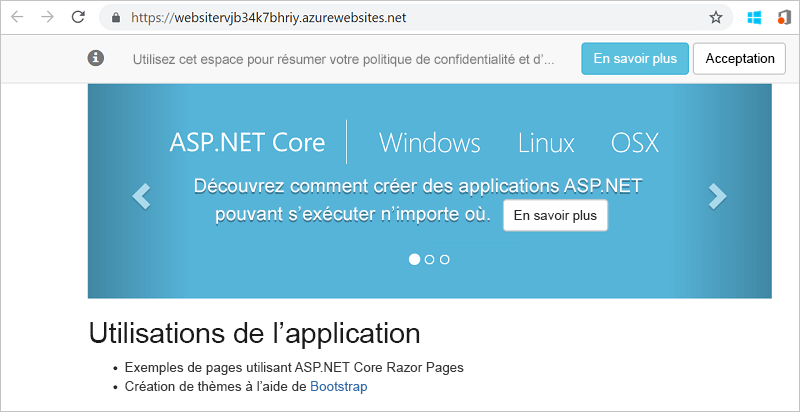 https://websitervjb34k7bhriy.azurewebsites.net
Utilisez cet espace pour résumer votre politique de confidentialité et d’... En savoir plus Acceptation
ASP.NET Core Windows Linux OSX
Découvrez comment créer des applications ASP.NET
pouvant s’exécuter n’importe où. En savoir plus
Utilisations de l’application
Exemples de pages utilisant ASP.NET Core Razor Pages
Création de thèmes à l’aide de Bootstrap